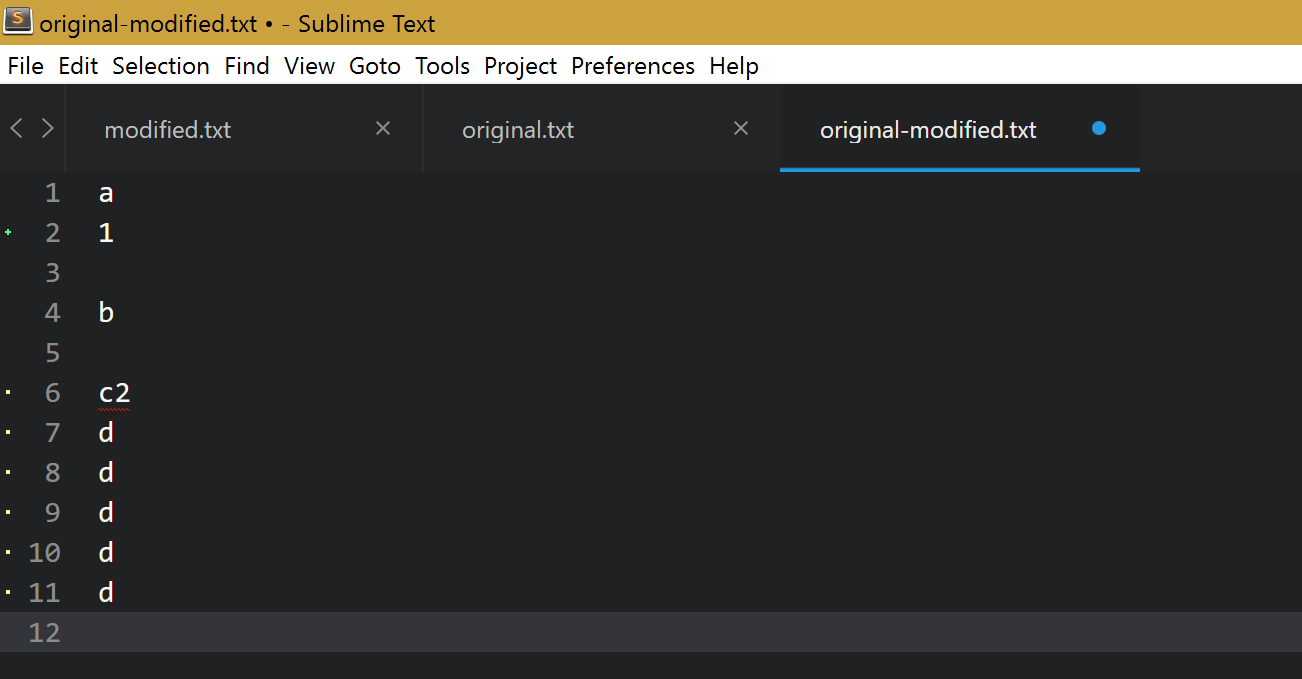 original-modified.txt • - Sublime Text
File Edit Selection Find View Goto Tools Project Preferences Help
modified.txt × original.txt × original-modified.txt
1 a
+ 2 1
3
4 b
5
6 c2
7 d
8 d
9 d
10 d
11 d
12